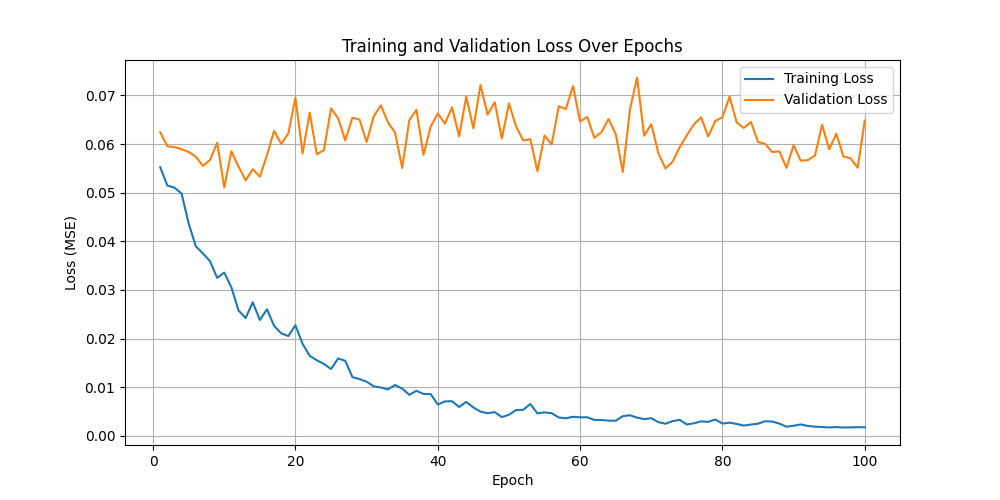 Training and Validation Loss Over Epochs
Training Loss
Validation Loss
0.07
0.06
0.05
0.04
0.03
0.02
0.01
0.00
Loss (MSE)
0 20 40 60 80 100
Epoch